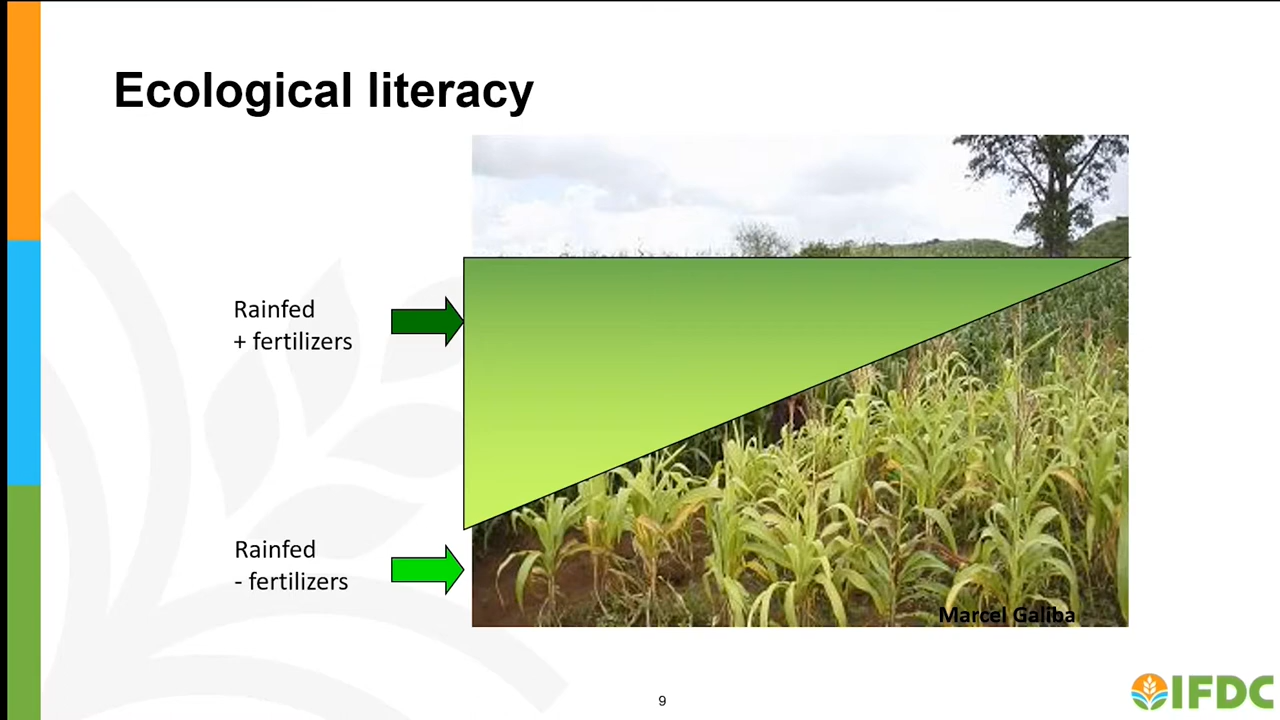 Ecological literacy
Rainfed
+ fertilizers
Rainfed
- fertilizers
Marcel Galiba
9
IFDC